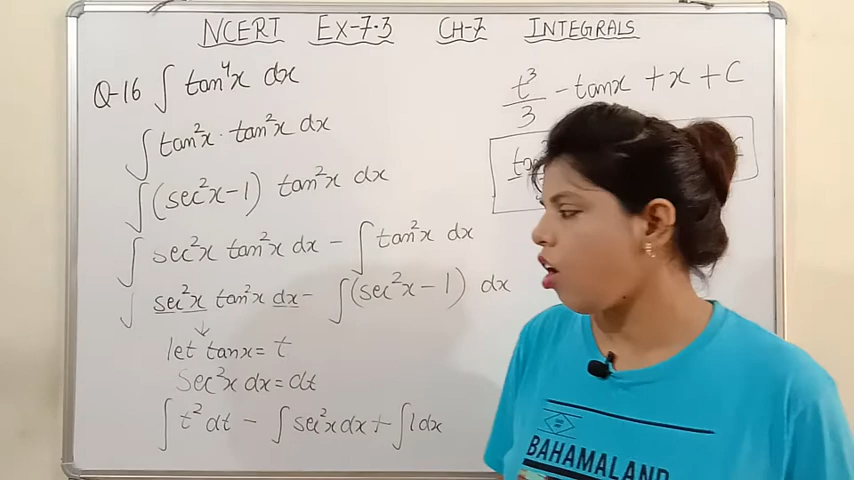 NCERT EX-7.3 CH-7 INTEGRALS
Q-16 ∫ tan⁴x dx
∫ tan²x · tan²x dx
∫ (sec²x-1) tan²x dx
∫ sec²x tan²x dx - ∫ tan²x dx
∫ sec²x tan²x dx - ∫ (sec²x - 1) dx
↓
let tanx = t
sec²x dx = dt
∫ t² dt - ∫ sec²x dx + ∫ 1 dx
t³/3 - tanx + x + C
BAHAMALAND